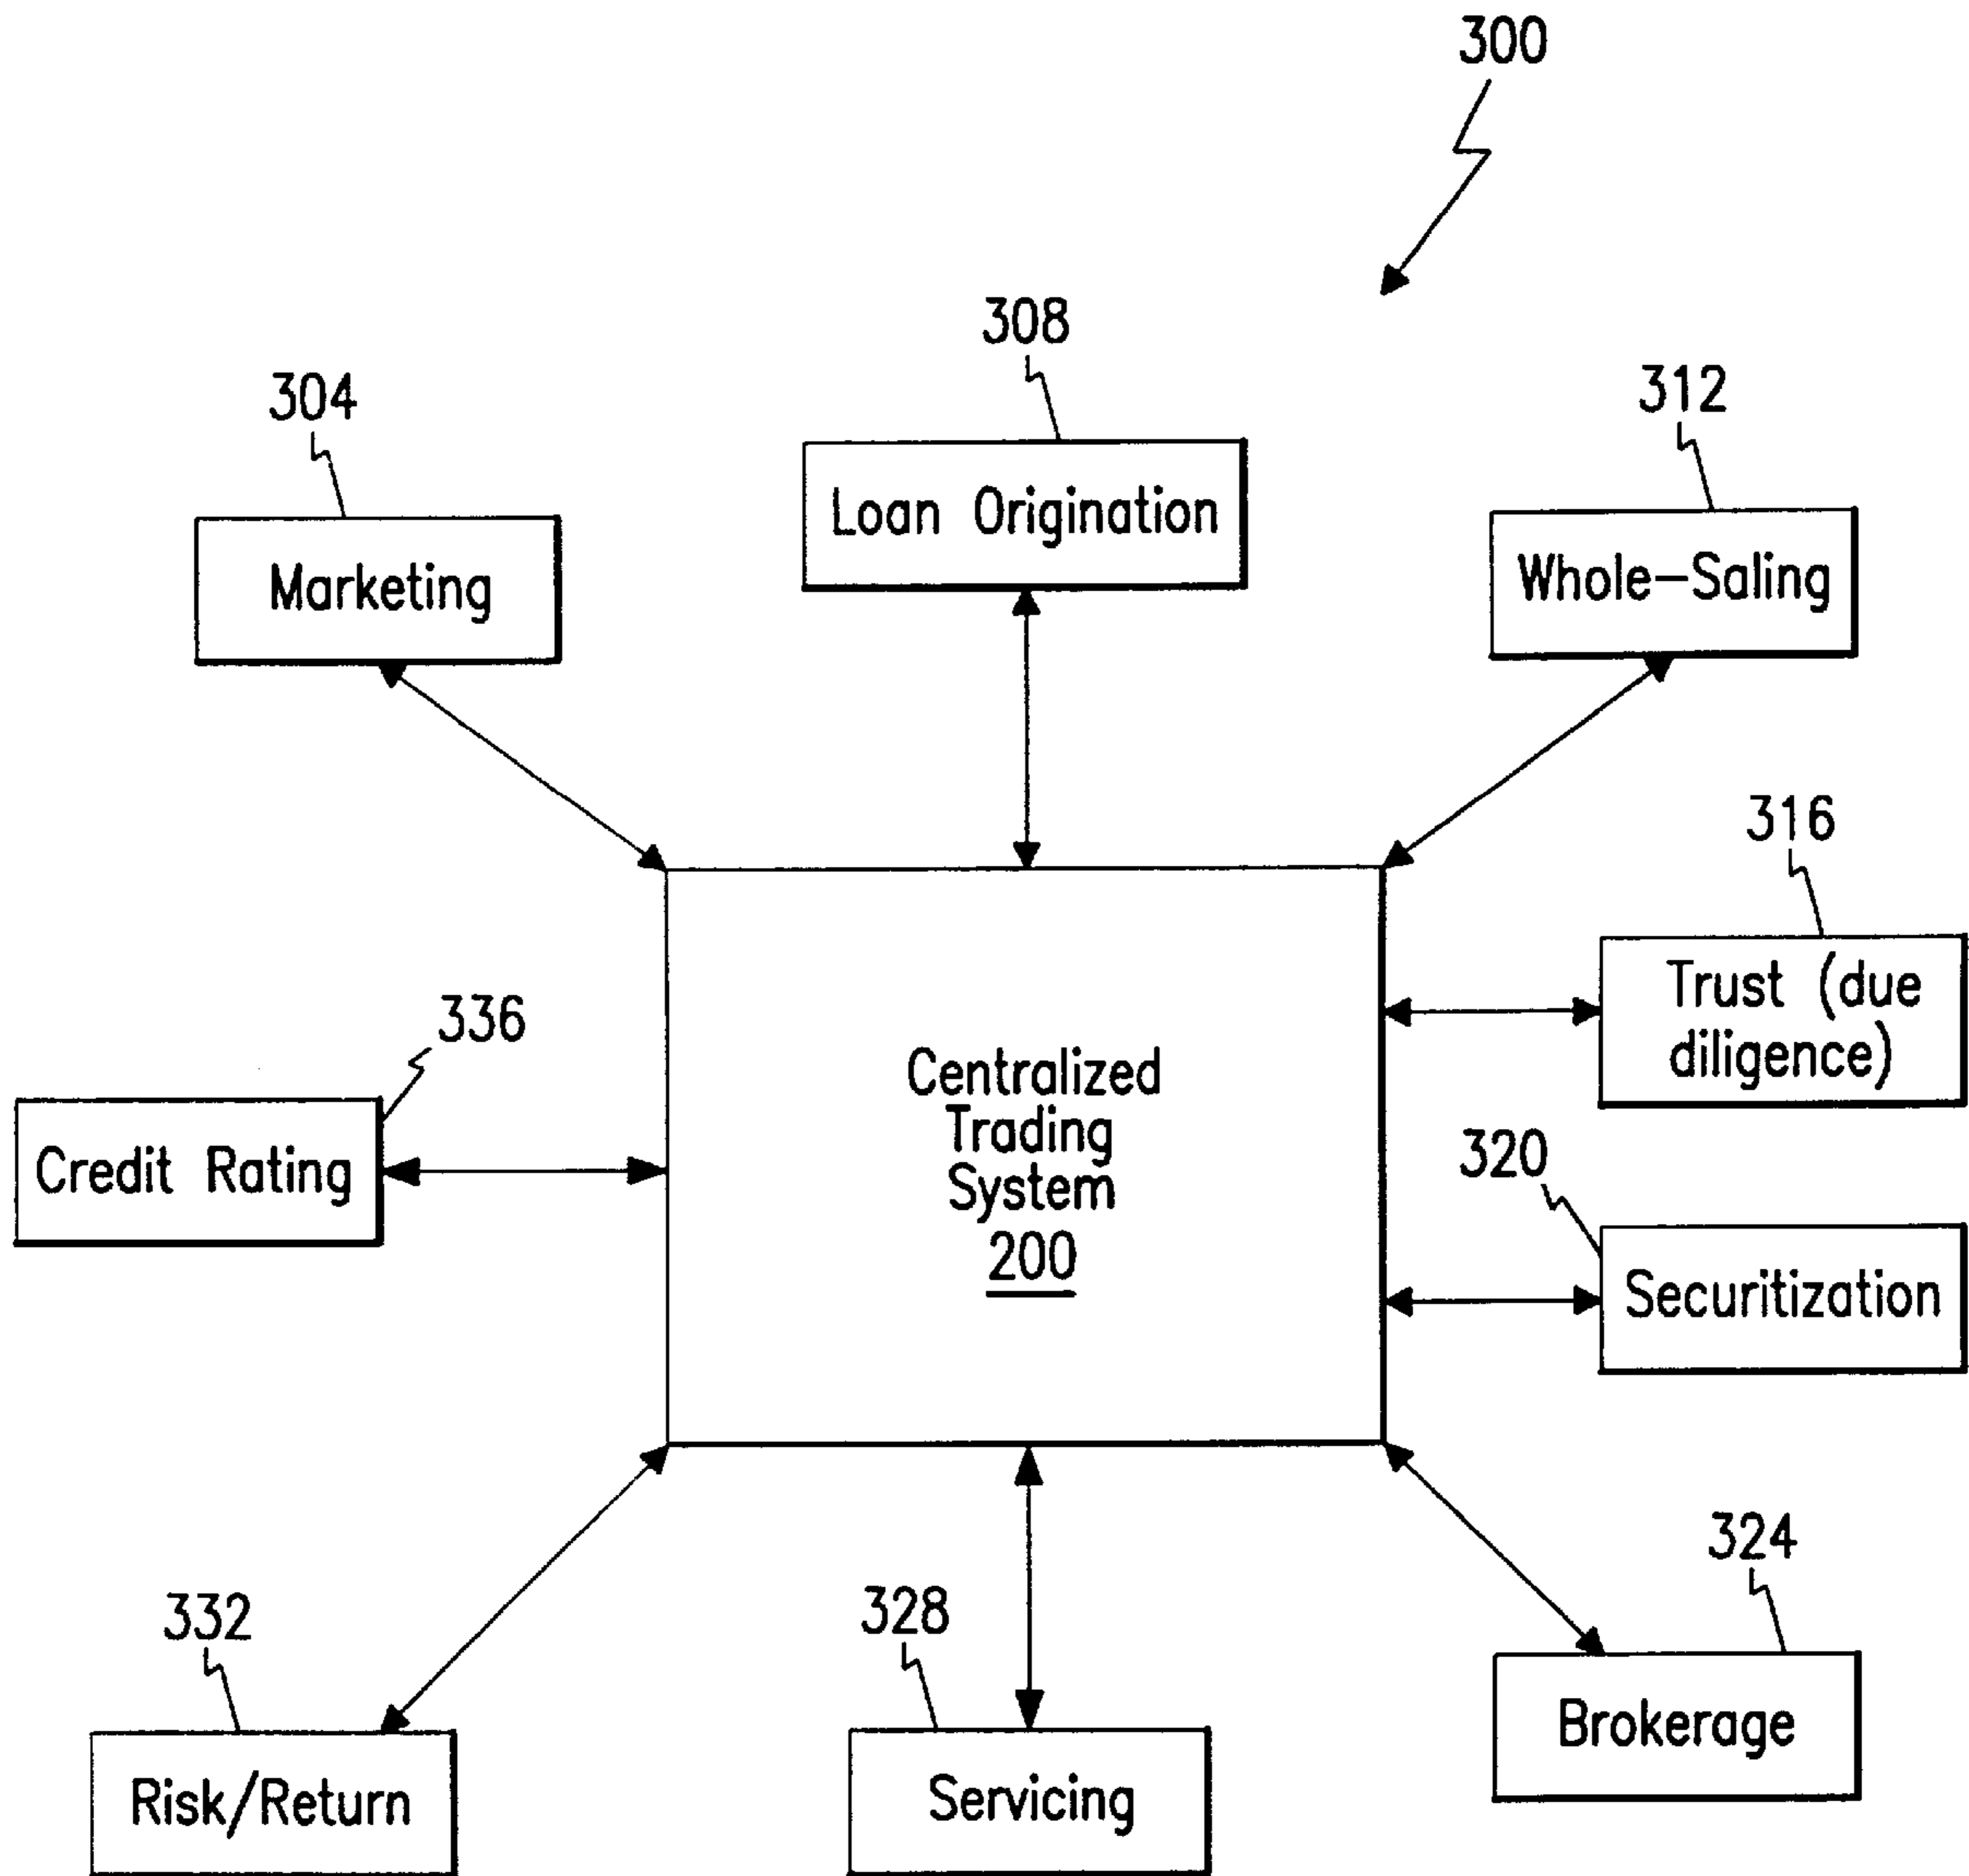 300
308
304
312
Loan Origination
Marketing
Whole-Saling
316
Trust (due
diligence)
336
Centralized
Trading
System
200
Credit Rating
320
Securitization
324
332
328
Brokerage
Risk/Return
Servicing